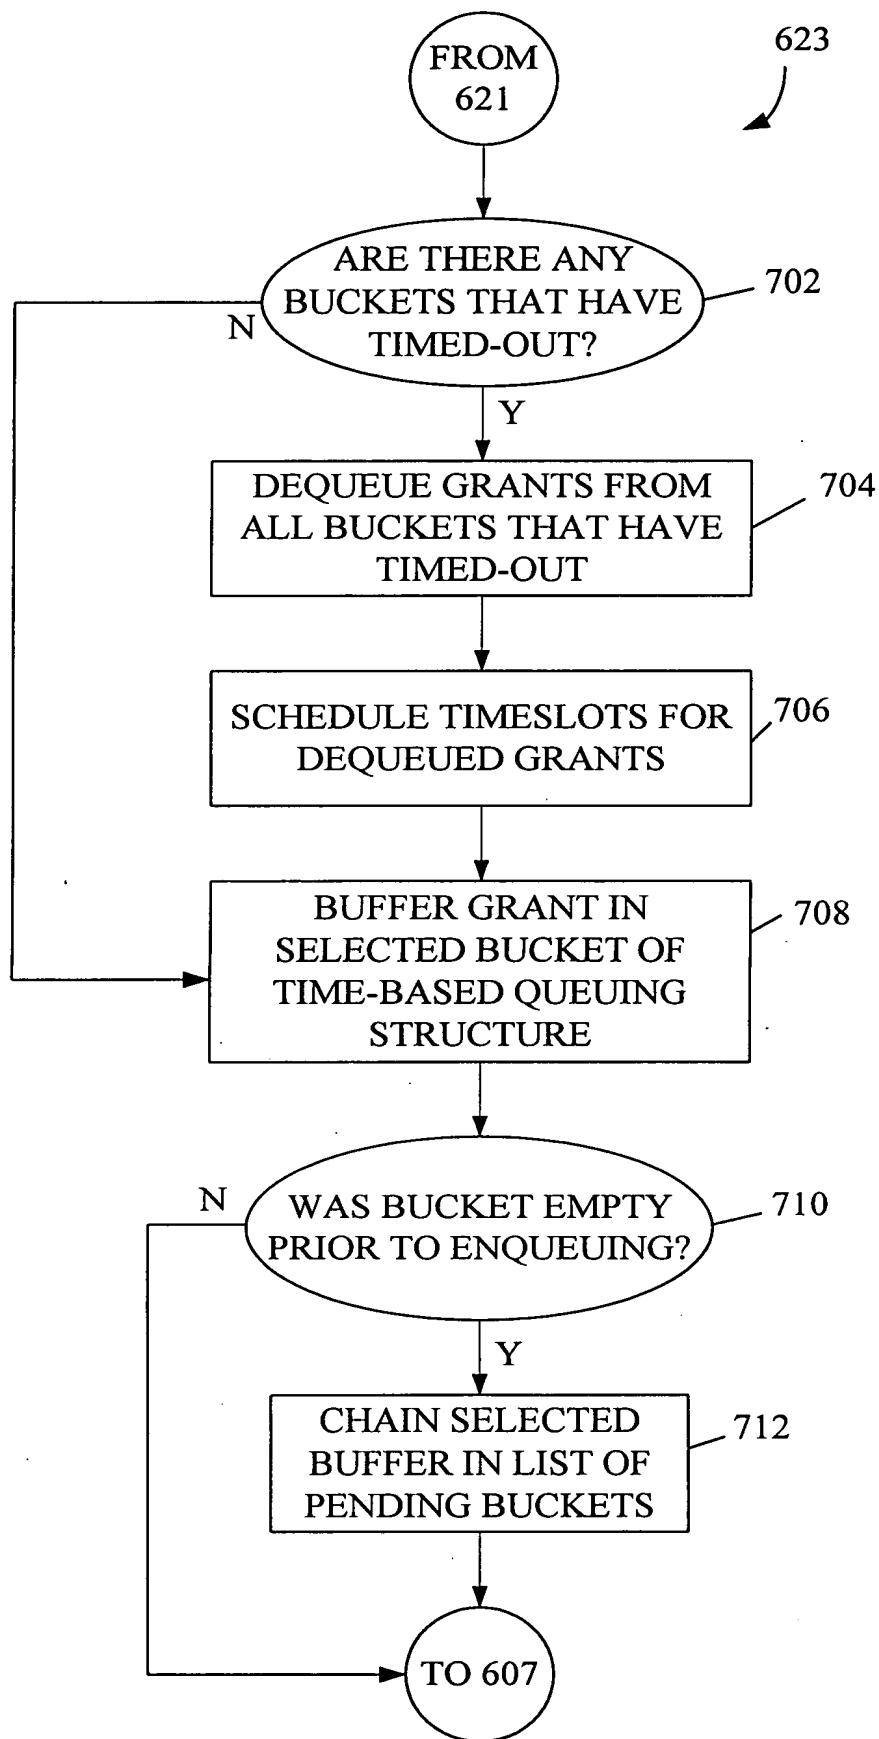 FROM
621
623
ARE THERE ANY
BUCKETS THAT HAVE
TIMED-OUT?
702
N
Y
DEQUEUE GRANTS FROM
ALL BUCKETS THAT HAVE
TIMED-OUT
704
SCHEDULE TIMESLOTS FOR
DEQUEUED GRANTS
706
BUFFER GRANT IN
SELECTED BUCKET OF
TIME-BASED QUEUING
STRUCTURE
708
WAS BUCKET EMPTY
PRIOR TO ENQUEUING?
710
N
Y
CHAIN SELECTED
BUFFER IN LIST OF
PENDING BUCKETS
712
TO 607